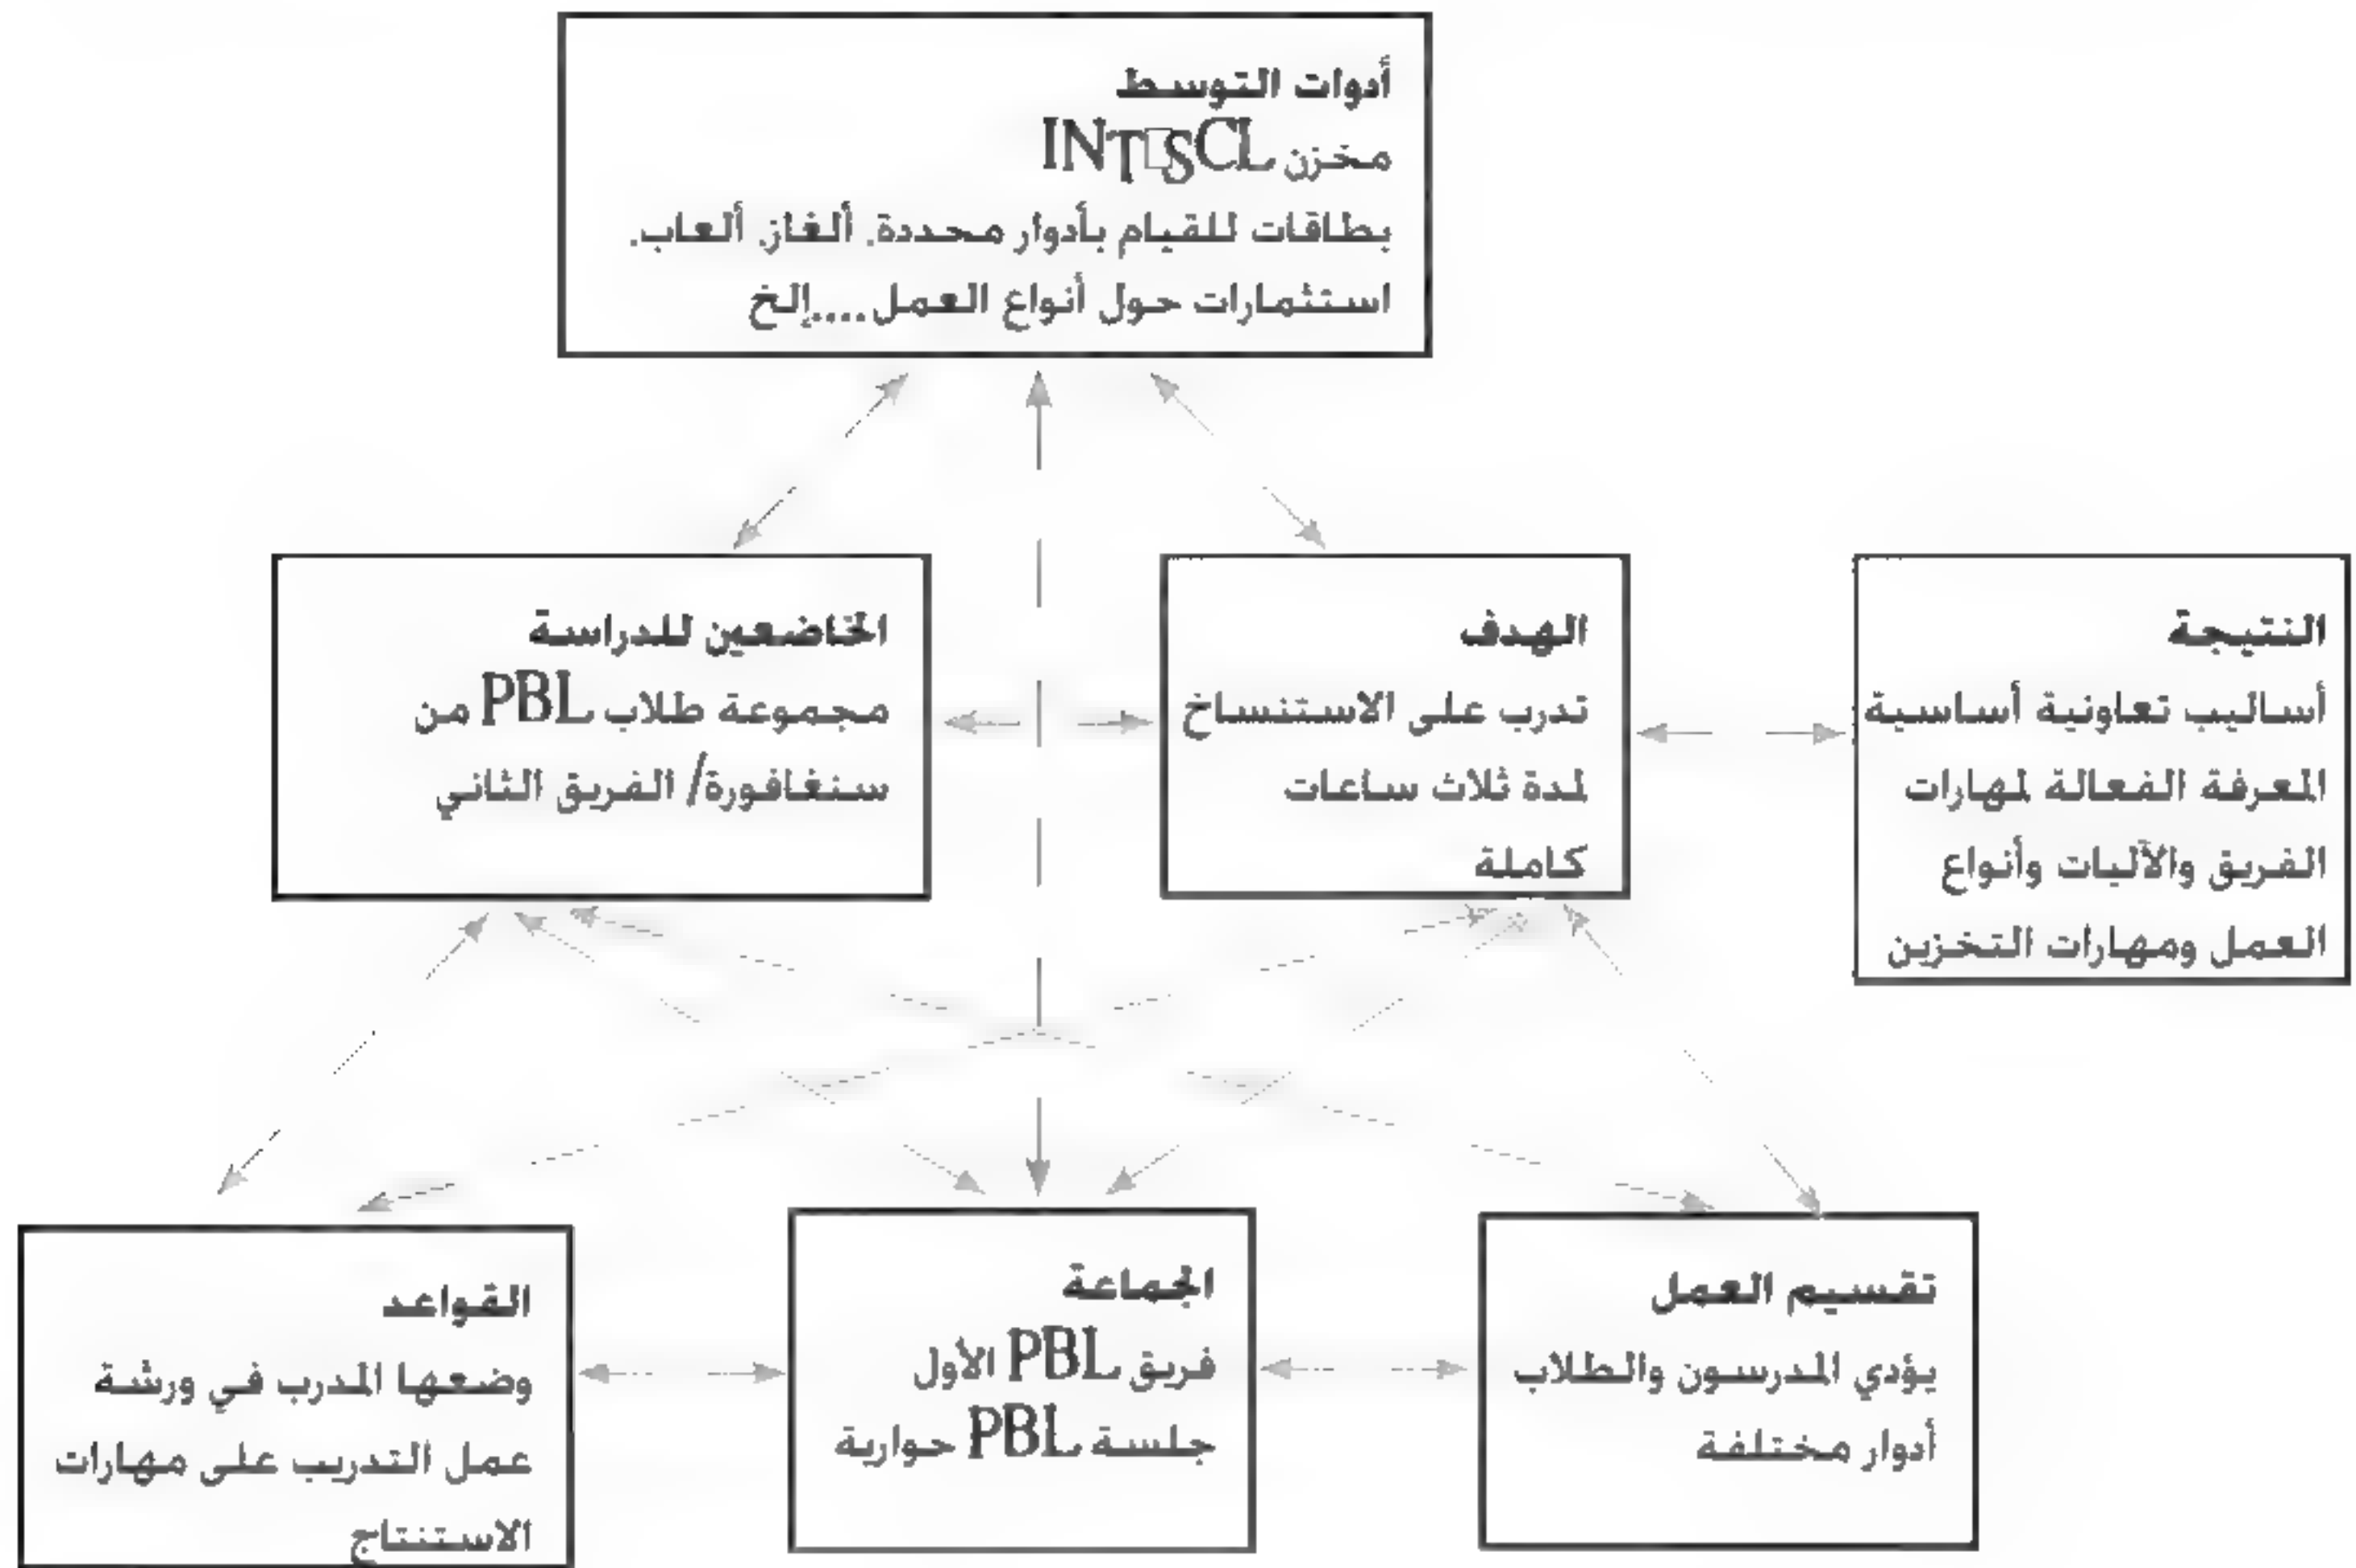 أدوات التوسط
مخزن INT□SCL
بطاقات للقيام بأدوار محددة. ألغاز. ألعاب.
استثمارات حول أنواع العمل....إلخ
الخاضعين للدراسة
مجموعة طلاب PBL من
سنغافورة/ الفريق الثاني
الهدف
تدرب على الاستنساخ
لمدة ثلاث ساعات
كاملة
النتيجة
أساليب تعاونية أساسية
المعرفة الفعالة لمهارات
الفريق والآليات وأنواع
العمل ومهارات التخزين
القواعد
وضعها المدرب في ورشة
عمل التدريب على مهارات
الاستنتاج
الجماعة
فريق PBL الأول
جلسة PBL حوارية
تقسيم العمل
يؤدي المدرسون والطلاب
أدوار مختلفة